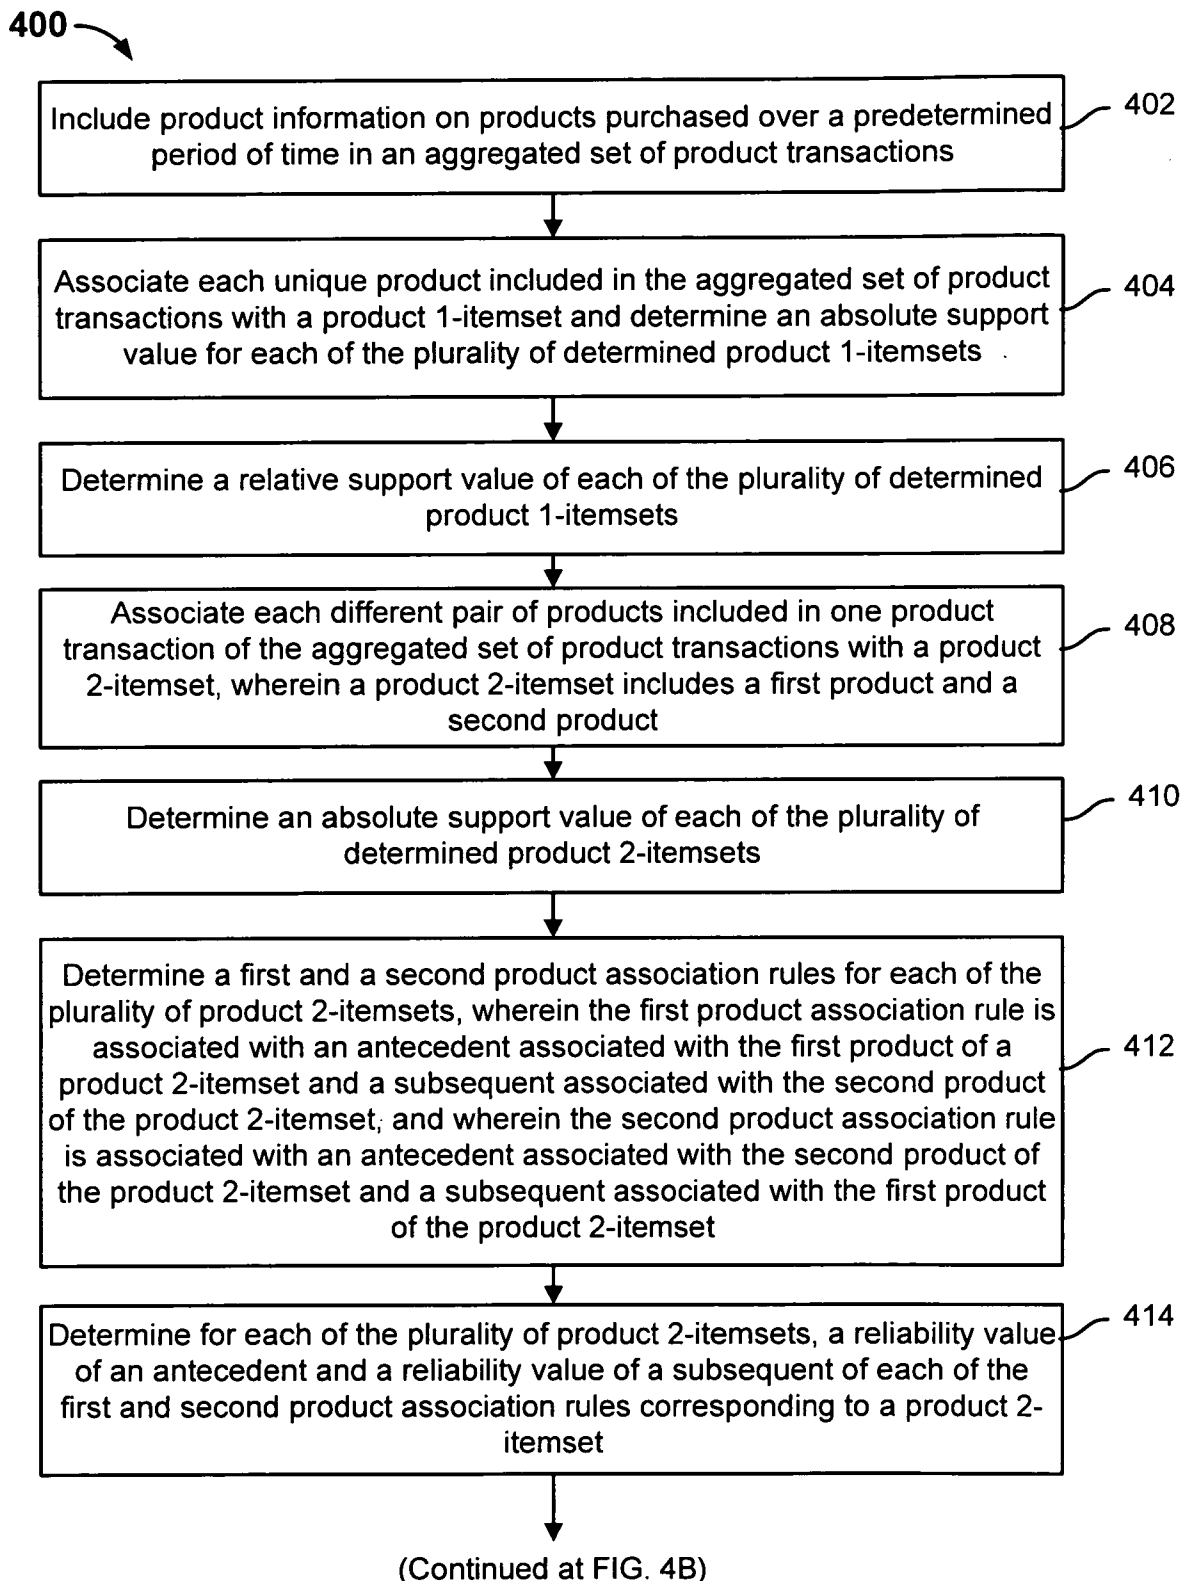 400
Include product information on products purchased over a predetermined
period of time in an aggregated set of product transactions
402
Associate each unique product included in the aggregated set of product
transactions with a product 1-itemset and determine an absolute support
value for each of the plurality of determined product 1-itemsets
404
Determine a relative support value of each of the plurality of determined
product 1-itemsets
406
Associate each different pair of products included in one product
transaction of the aggregated set of product transactions with a product
2-itemset, wherein a product 2-itemset includes a first product and a
second product
408
Determine an absolute support value of each of the plurality of
determined product 2-itemsets
410
Determine a first and a second product association rules for each of the
plurality of product 2-itemsets, wherein the first product association rule is
associated with an antecedent associated with the first product of a
product 2-itemset and a subsequent associated with the second product
of the product 2-itemset, and wherein the second product association rule
is associated with an antecedent associated with the second product of
the product 2-itemset and a subsequent associated with the first product
of the product 2-itemset
412
Determine for each of the plurality of product 2-itemsets, a reliability value
of an antecedent and a reliability value of a subsequent of each of the
first and second product association rules corresponding to a product 2-
itemset
414
(Continued at FIG. 4B)